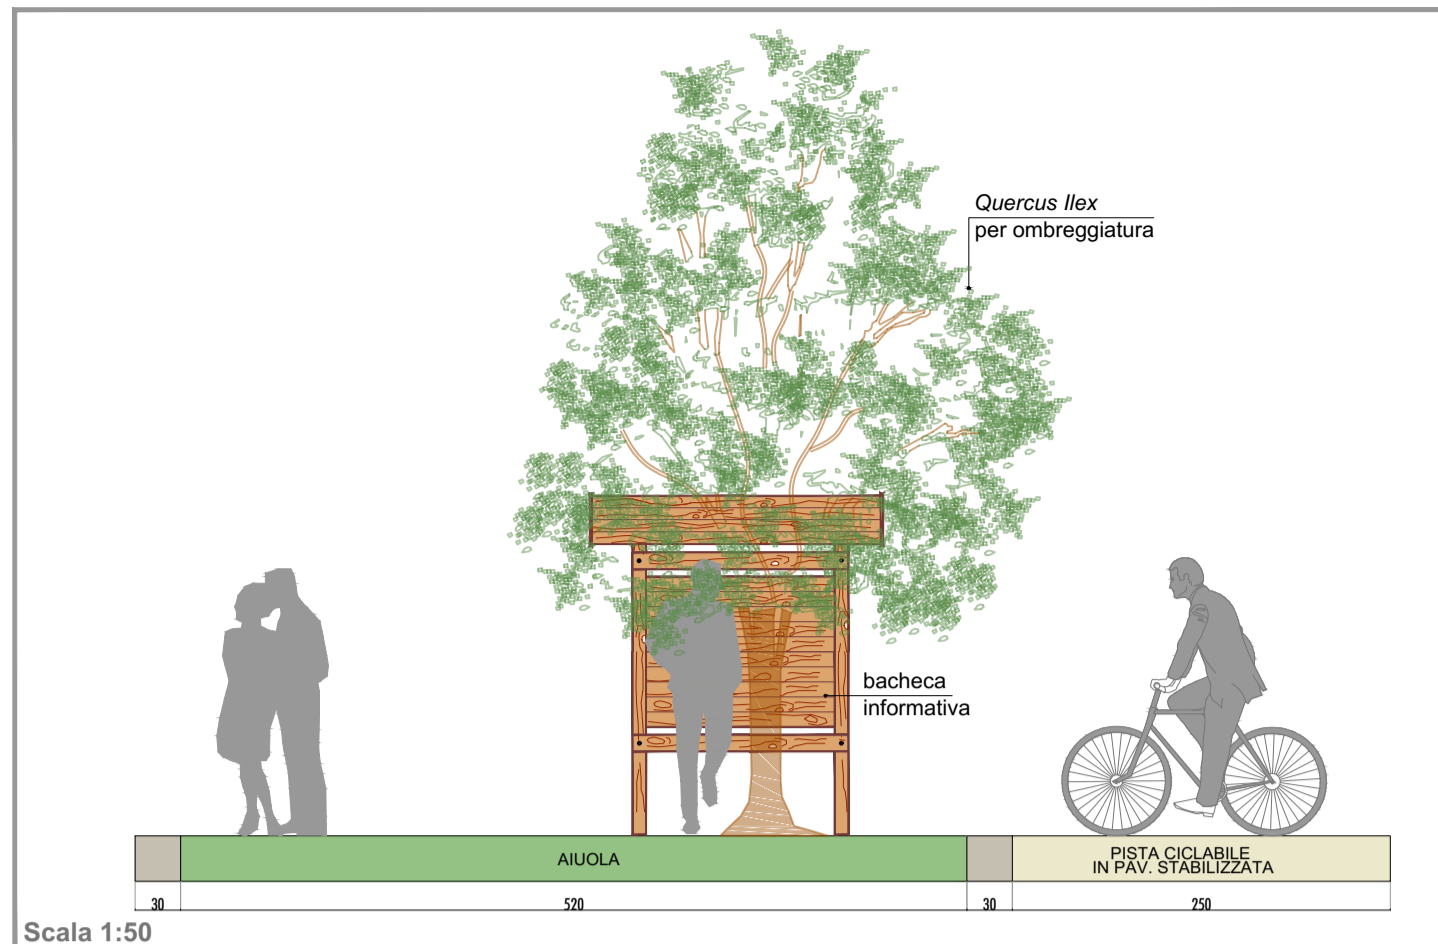 Quercus Ilex
per ombreggiatura
bacheca
informativa
AIUOLA
PISTA CICLABILE
IN PAV. STABILIZZATA
30
520
30
250
Scala 1:50